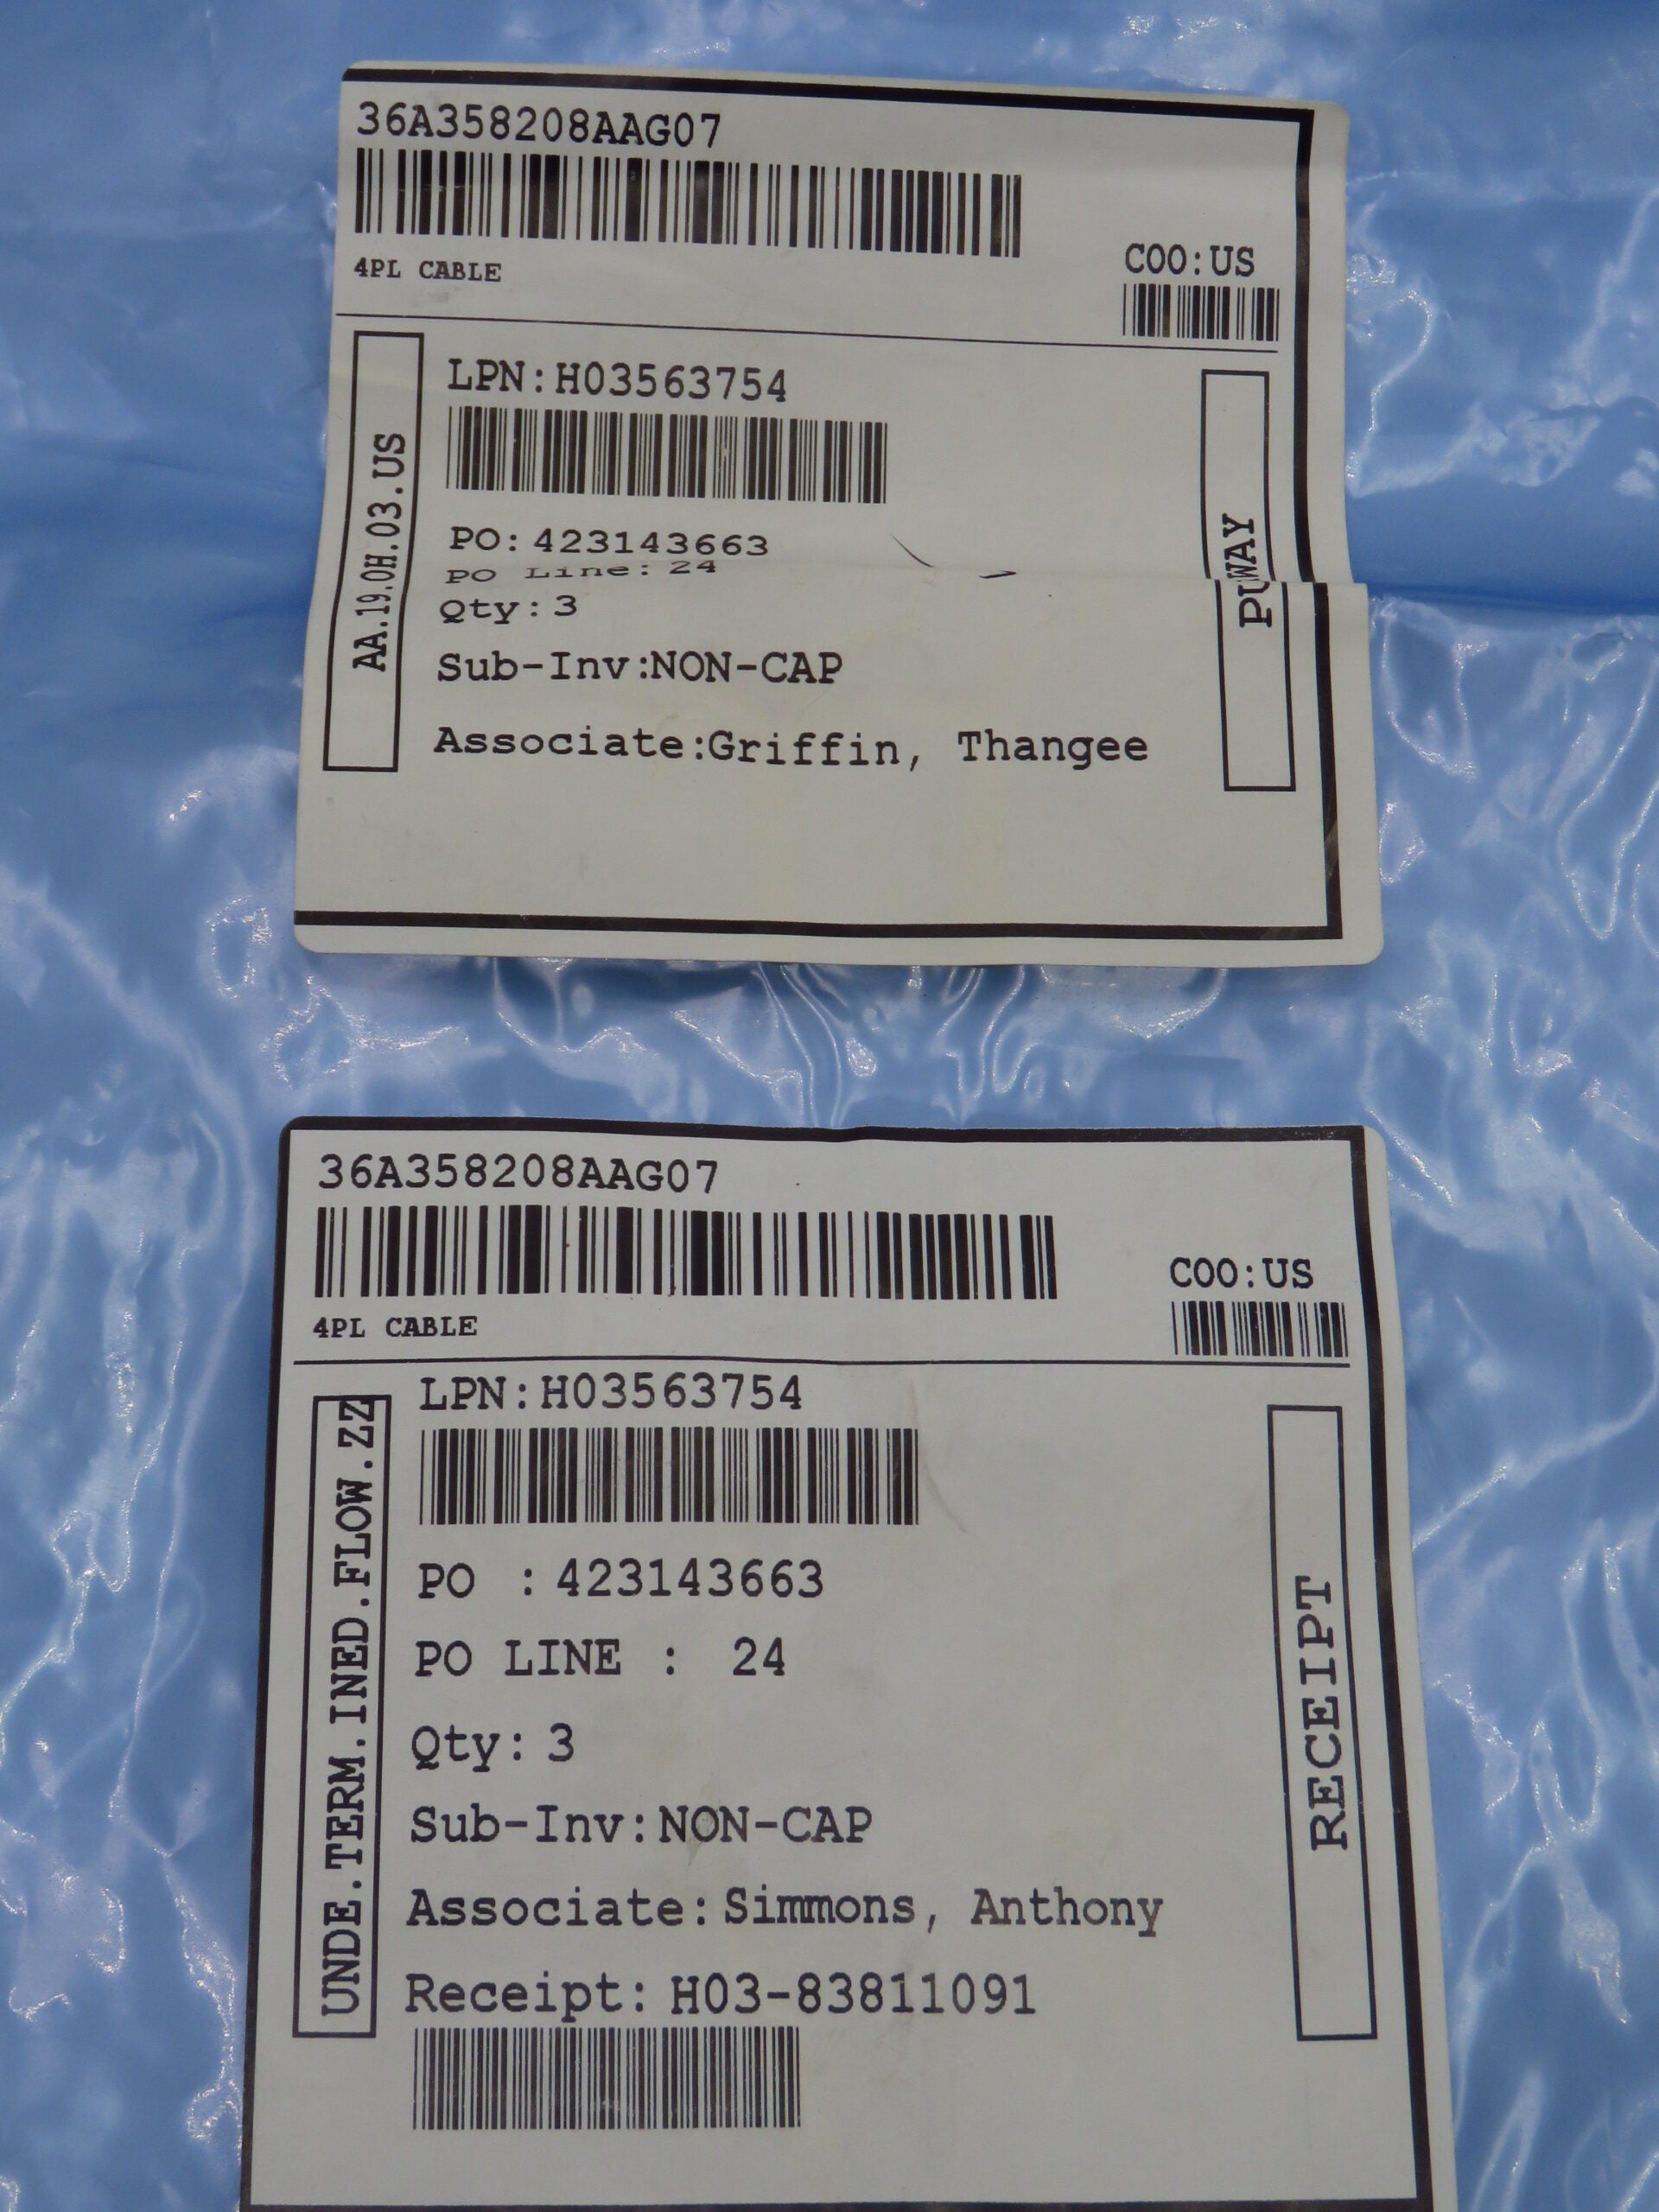 36A358208AAG07
4PL CABLE
COO:US
AA.19.0H.03.US
LPN:H03563754
PO:423143663
PO Line: 24
Qty:3
Sub-Inv:NON-CAP
Associate:Griffin, Thangee
PUWAY
36A358208AAG07
4PL CABLE
COO:US
UNDE.TERM.INED.FLOW.ZZ
LPN:H03563754
PO :423143663
PO LINE : 24
Qty: 3
Sub-Inv:NON-CAP
Associate:Simmons, Anthony
Receipt: H03-83811091
RECEIPT